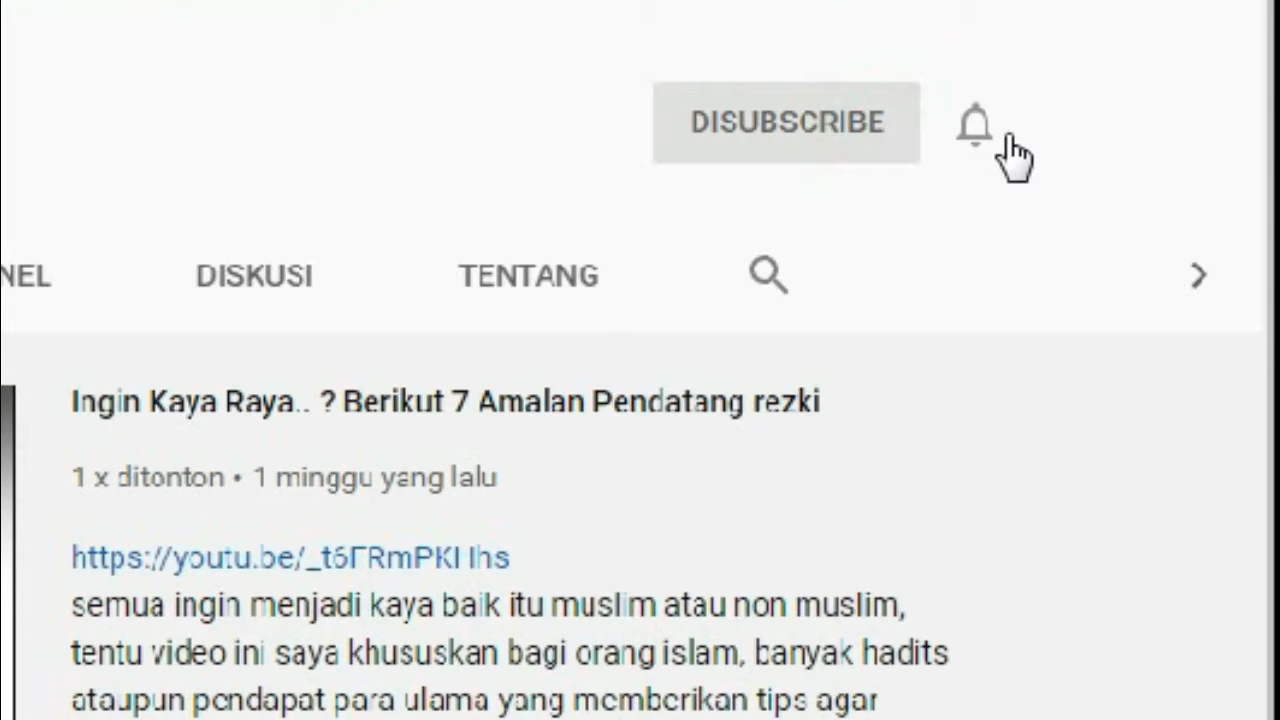 DISUBSCRIBE
NEL DISKUSI TENTANG
Ingin Kaya Raya.. ? Berikut 7 Amalan Pendatang rezki
1 x ditonton • 1 minggu yang lalu
semua ingin menjadi kaya baik itu muslim atau non muslim,
tentu video ini saya khususkan bagi orang islam, banyak hadits
ataupun pendapat para ulama yang memberikan tips agar